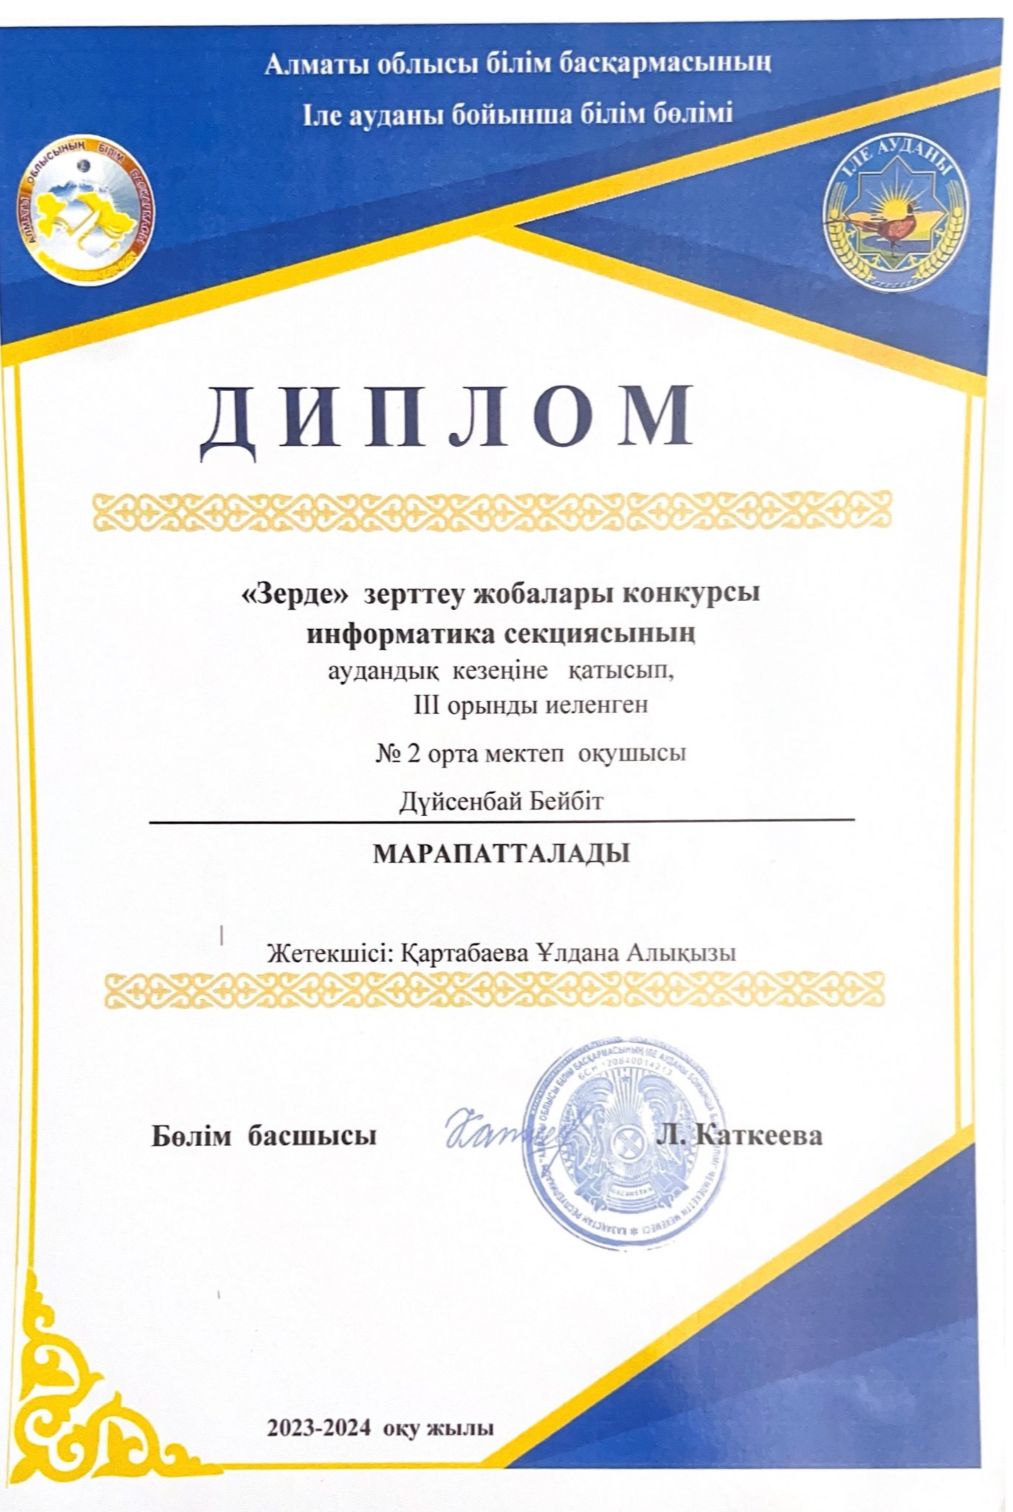 Алматы облысы білім басқармасының
Іле ауданы бойынша білім бөлімі
АЛМАТЫ ОБЛЫСЫНЫҢ БІЛІМ БАСҚАРМАСЫ
ІЛЕ АУДАНЫ
ДИПЛОМ
«Зерде» зерттеу жобалары конкурсы
информатика секциясының
аудандық кезеңіне қатысып,
III орынды иеленген
№ 2 орта мектеп оқушысы
Дүйсенбай Бейбіт
МАРАПАТТАЛАДЫ
Жетекшісі: Қартабаева Ұлдана Алықызы
Бөлім басшысы Л. Каткеева
2023-2024 оқу жылы